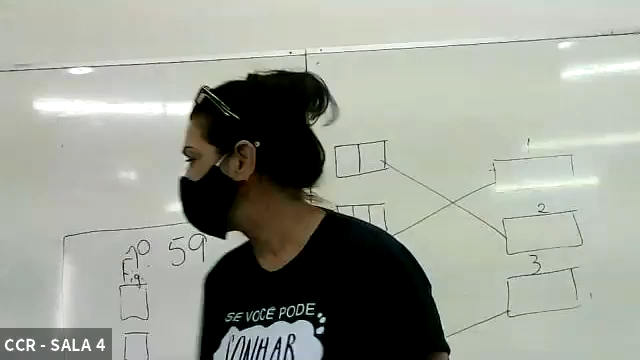 1
2
3
nº 59
Fig.
SE VOCÊ PODE
SONHAR
CCR - SALA 4